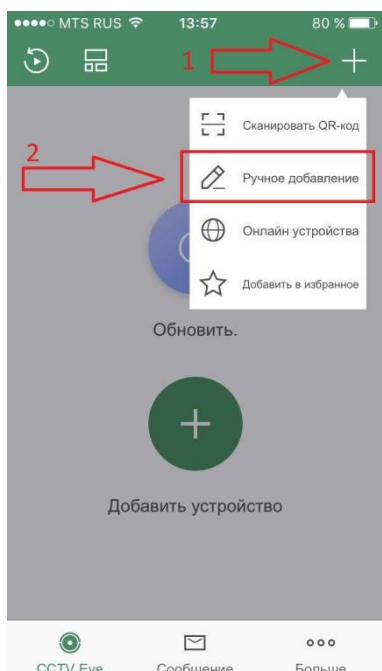 MTS RUS 13:57 80 %
1
Сканировать QR-код
2
Ручное добавление
Онлайн устройства
Добавить в избранное
Обновить.
Добавить устройство
CCTV Eye Сообщение Больше